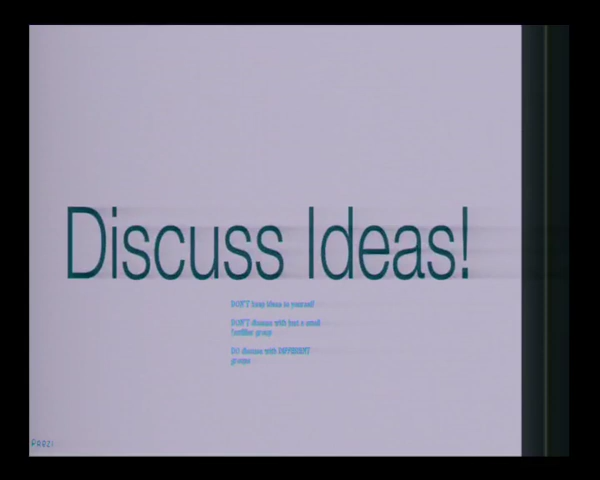 Discuss Ideas!
DON'T keep ideas to yourself
DON'T discuss with just a small
familiar group
DO discuss with DIFFERENT
groups
Prezi